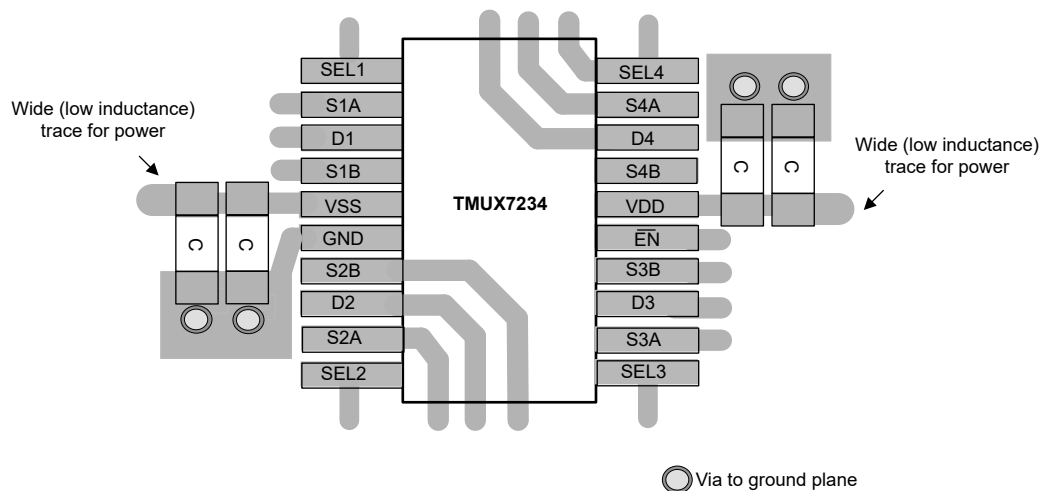 SEL1
S1A
D1
S1B
VSS
GND
S2B
D2
S2A
SEL2
TMUX7234
SEL4
S4A
D4
S4B
VDD
EN
S3B
D3
S3A
SEL3
Wide (low inductance)
trace for power
C
C
C
C
Wide (low inductance)
trace for power
Via to ground plane